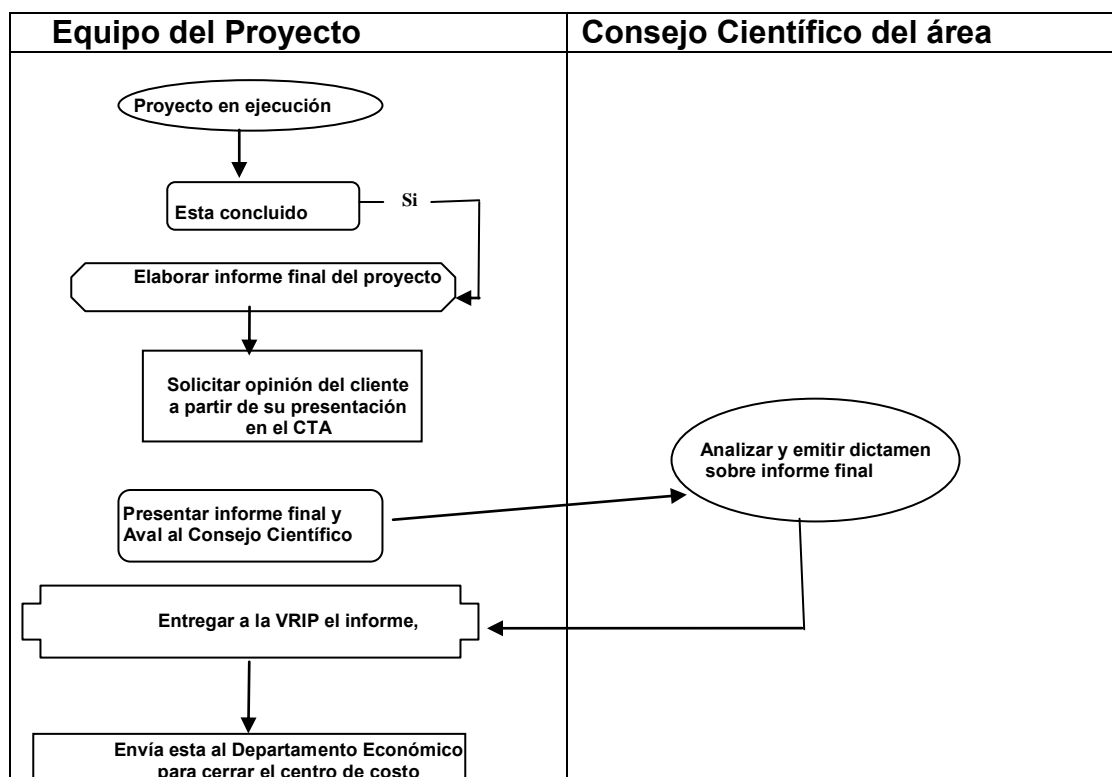 Equipo del Proyecto
Consejo Científico del área
Proyecto en ejecución
Esta concluido
Si
Elaborar informe final del proyecto
Solicitar opinión del cliente
a partir de su presentación
en el CTA
Analizar y emitir dictamen
sobre informe final
Presentar informe final y
Aval al Consejo Científico
Entregar a la VRIP el informe,
Envía esta al Departamento Económico
para cerrar el centro de costo